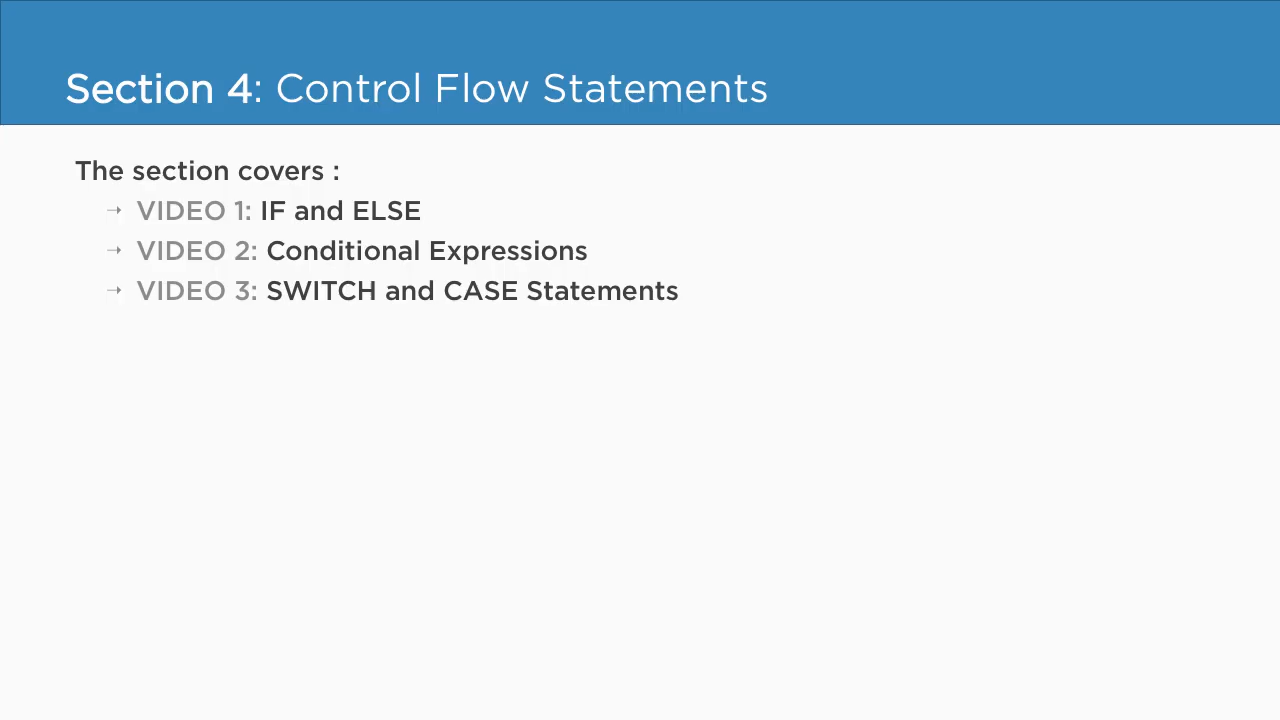 Section 4: Control Flow Statements
The section covers :
→ VIDEO 1: IF and ELSE
→ VIDEO 2: Conditional Expressions
→ VIDEO 3: SWITCH and CASE Statements